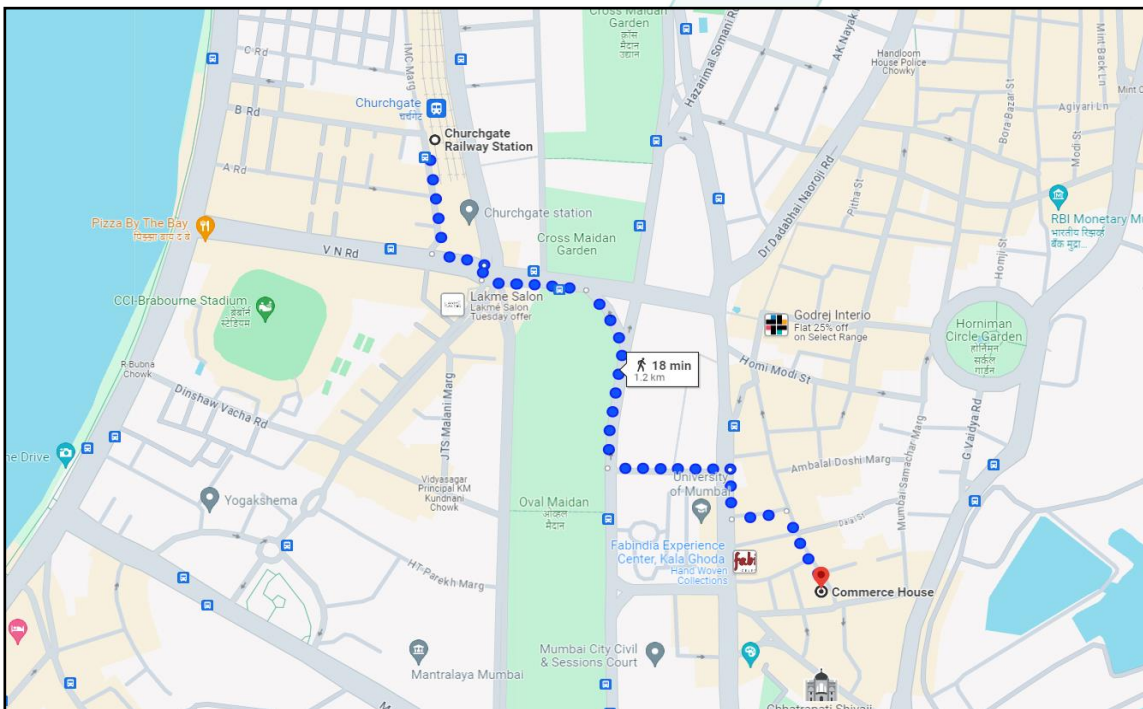 Cross Maidan
Garden
क्रॉस
मैदान
उद्यान
Hazarimal Somani Rd
AK Nayak
Handloom
House Police
Chowky
Mint Back Ln
Mint
Agiyari Ln
Bora Bazar St
Modi St
C Rd
IMC Marg
B Rd
Churchgate
चर्चगेट
Churchgate
Railway Station
A Rd
Dr Dadabhai Naoroji Rd
Pitha St
Pizza By The Bay
Churchgate station
RBI Monetary M
भारतीय रिझर्व्ह
बँक मुद्रा
V N Rd
Cross Maidan
Garden
Homji St
CCI-Brabourne Stadium
ब्रेबॉर्न
स्टेडियम
Lakme Salon
Lakmé Salon
Tuesday offer
Godrej Interio
Flat 25% off
on Select Range
Horniman
Circle Garden
हॉर्निमन
सर्कल
गार्डन
R Bubna
Chowk
18 min
1.2 km
Homi Modi St
Dinshaw Vacha Rd
JTS Malani Marg
G Vaidya Rd
Mumbai Samachar Marg
ne Drive
Ambalal Doshi Marg
Vidyasagar
Principal KM
Kundnani
Chowk
University
of Mumbai
Yogakshema
Oval Maidan
ओव्हल
मैदान
Dalal St
Fabindia Experience
Center, Kala Ghoda
Hand Woven
Collections
fab
HT Parekh Marg
Commerce House
Mumbai City Civil
& Sessions Court
Mantralaya Mumbai
Chhatrapati Shivaji